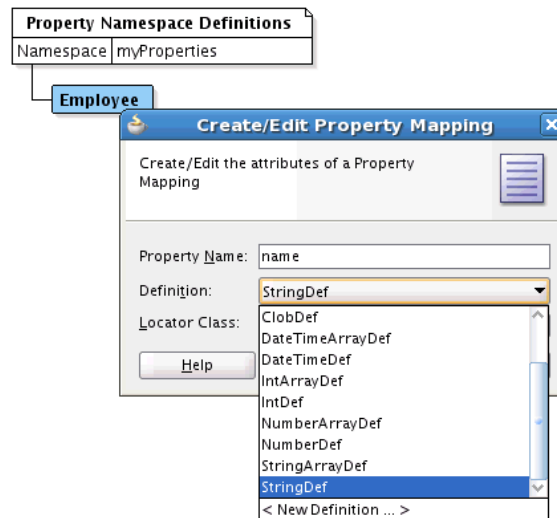 Property Namespace Definitions
Namespace myProperties
Employee
Create/Edit Property Mapping
Create/Edit the attributes of a Property
Mapping
Property Name: name
Definition: StringDef
Locator Class:
Help
ClobDef
DateTimeArrayDef
DateTimeDef
IntArrayDef
IntDef
NumberArrayDef
NumberDef
StringArrayDef
StringDef
< New Definition ... >